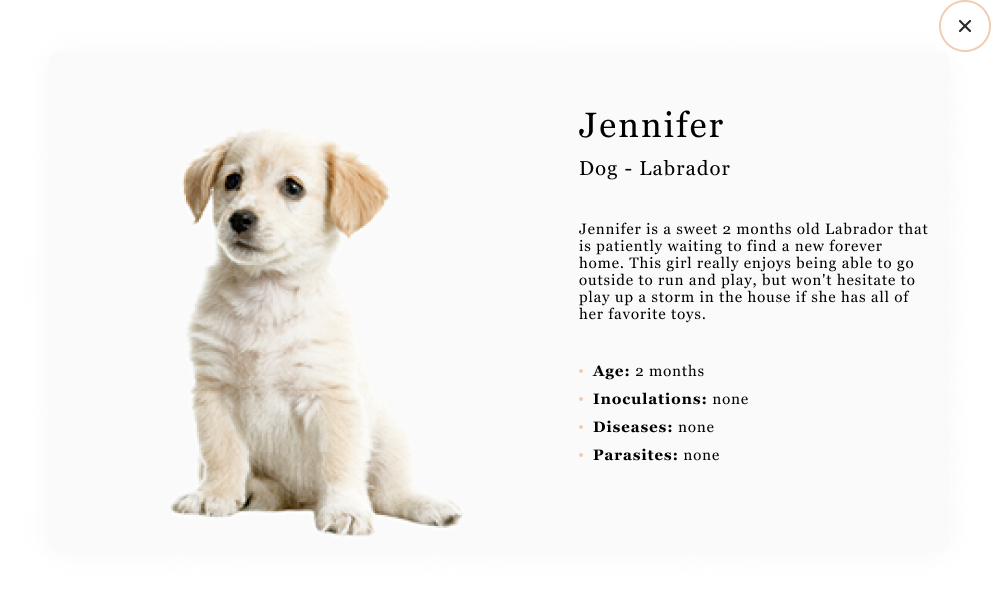 Jennifer
Dog - Labrador
Jennifer is a sweet 2 months old Labrador that
is patiently waiting to find a new forever
home. This girl really enjoys being able to go
outside to run and play, but won't hesitate to
play up a storm in the house if she has all of
her favorite toys.
• Age: 2 months
• Inoculations: none
• Diseases: none
• Parasites: none